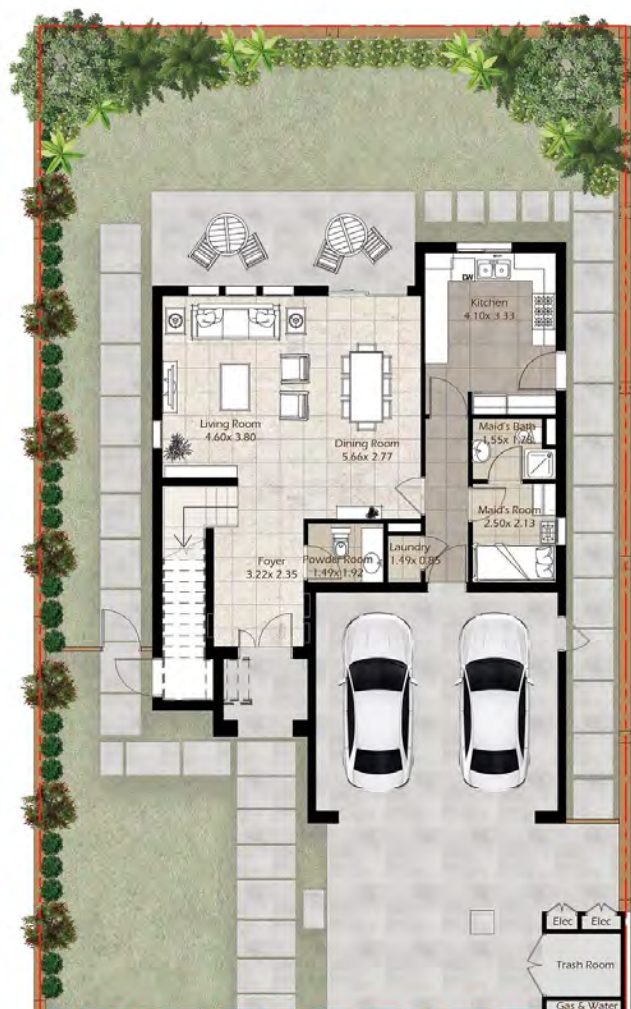 DW
Kitchen
4.10x 3.33
Living Room
4.60x 3.80
Dining Room
5.66x 2.77
Maid's Bath
1.55x 1.78
Maid's Room
2.50x 2.13
Foyer
3.22x 2.35
Powder Room
1.49x 1.92
Laundry
1.49x 0.85
Elec
Elec
Trash Room
Gas & Water